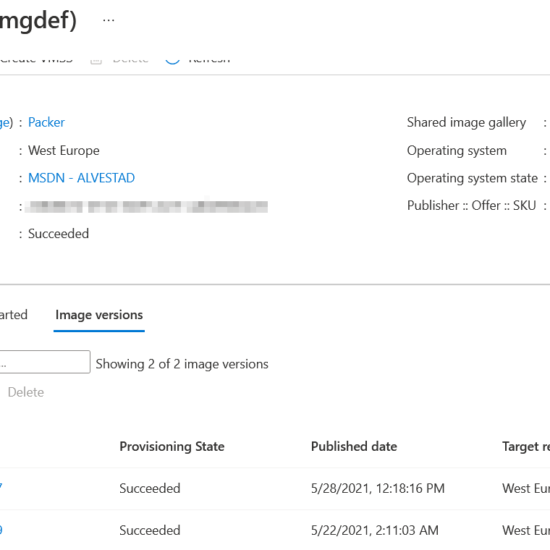 mgdef) ...
Create VMSS Delete Refresh
ge) : Packer Shared image gallery :
: West Europe Operating system :
: MSDN - ALVESTAD Operating system state :
: Publisher :: Offer :: SKU :
: Succeeded
arted Image versions
... Showing 2 of 2 image versions
Delete
Provisioning State Published date Target re
7 Succeeded 5/28/2021, 12:18:16 PM West Eur
9 Succeeded 5/22/2021, 2:11:03 AM West Eur